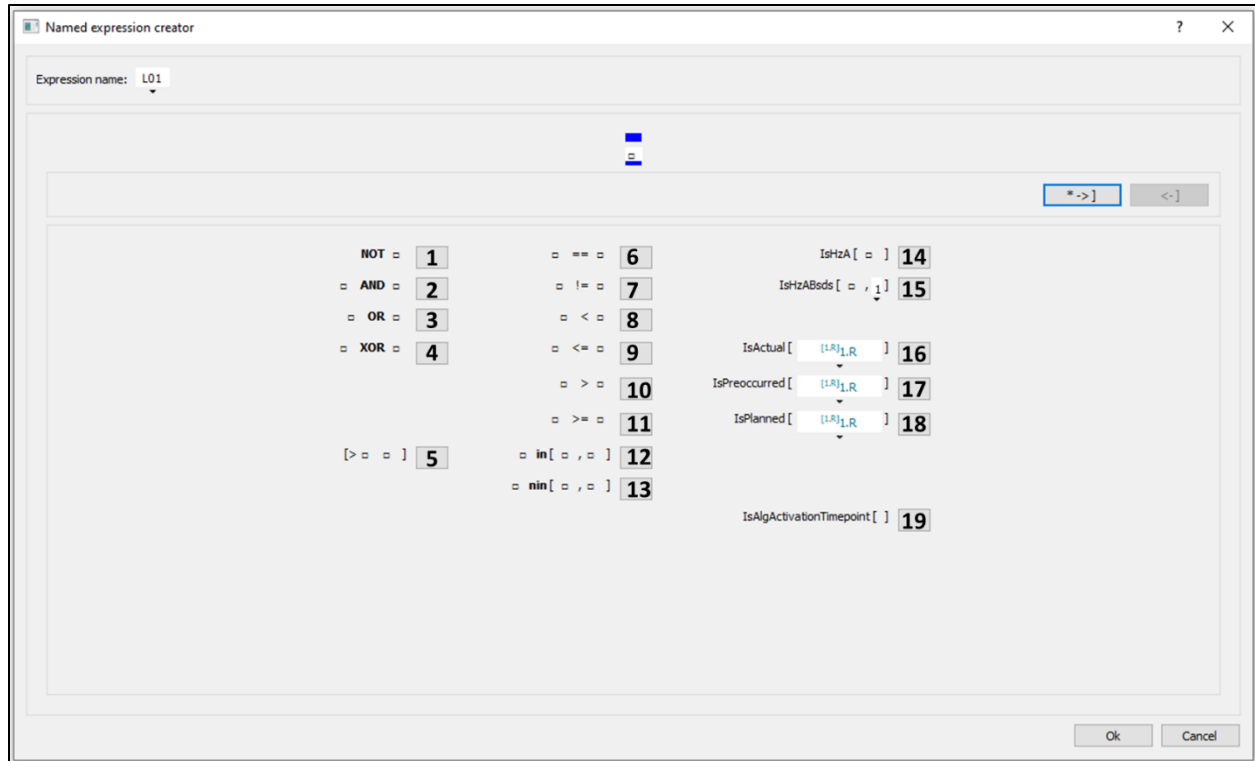 Named expression creator ? ×
Expression name: L01
□
*->] <-]
NOT □ 1 □ == □ 6 IsHzA[ □ ] 14
□ AND □ 2 □ != □ 7 IsHzABsds[ □ ,1] 15
□ OR □ 3 □ < □ 8
□ XOR □ 4 □ <= □ 9 IsActual[ [1.R]1.R ] 16
□ > □ 10 IsPreoccurred[ [1.R]1.R ] 17
□ >= □ 11 IsPlanned[ [1.R]1.R ] 18
[> □ □ ] 5 □ in[ □ ,□ ] 12
□ nin[ □ ,□ ] 13
IsAlgActivationTimepoint[ ] 19
Ok Cancel